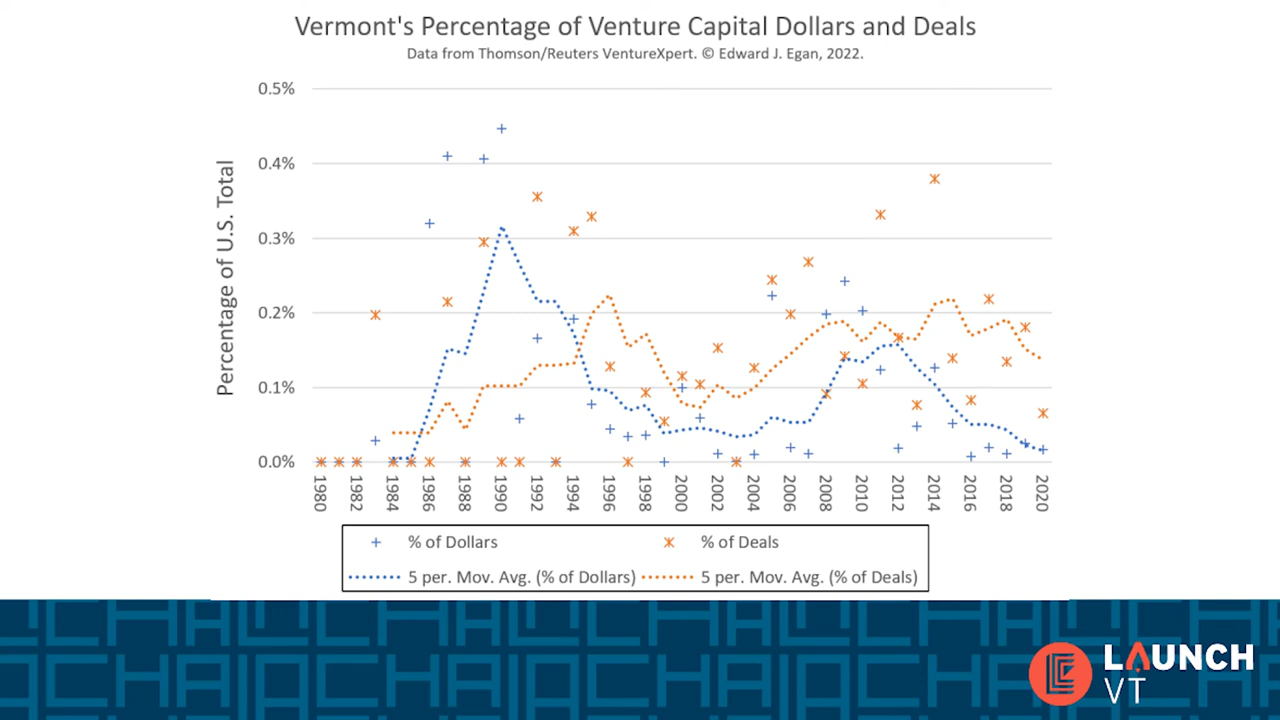 Vermont's Percentage of Venture Capital Dollars and Deals
Data from Thomson/Reuters VentureXpert. © Edward J. Egan, 2022.
Percentage of U.S. Total
0.5%
0.4%
0.3%
0.2%
0.1%
0.0%
1980 1982 1984 1986 1988 1990 1992 1994 1996 1998 2000 2002 2004 2006 2008 2010 2012 2014 2016 2018 2020
% of Dollars % of Deals
5 per. Mov. Avg. (% of Dollars) 5 per. Mov. Avg. (% of Deals)
LAUNCH
VT